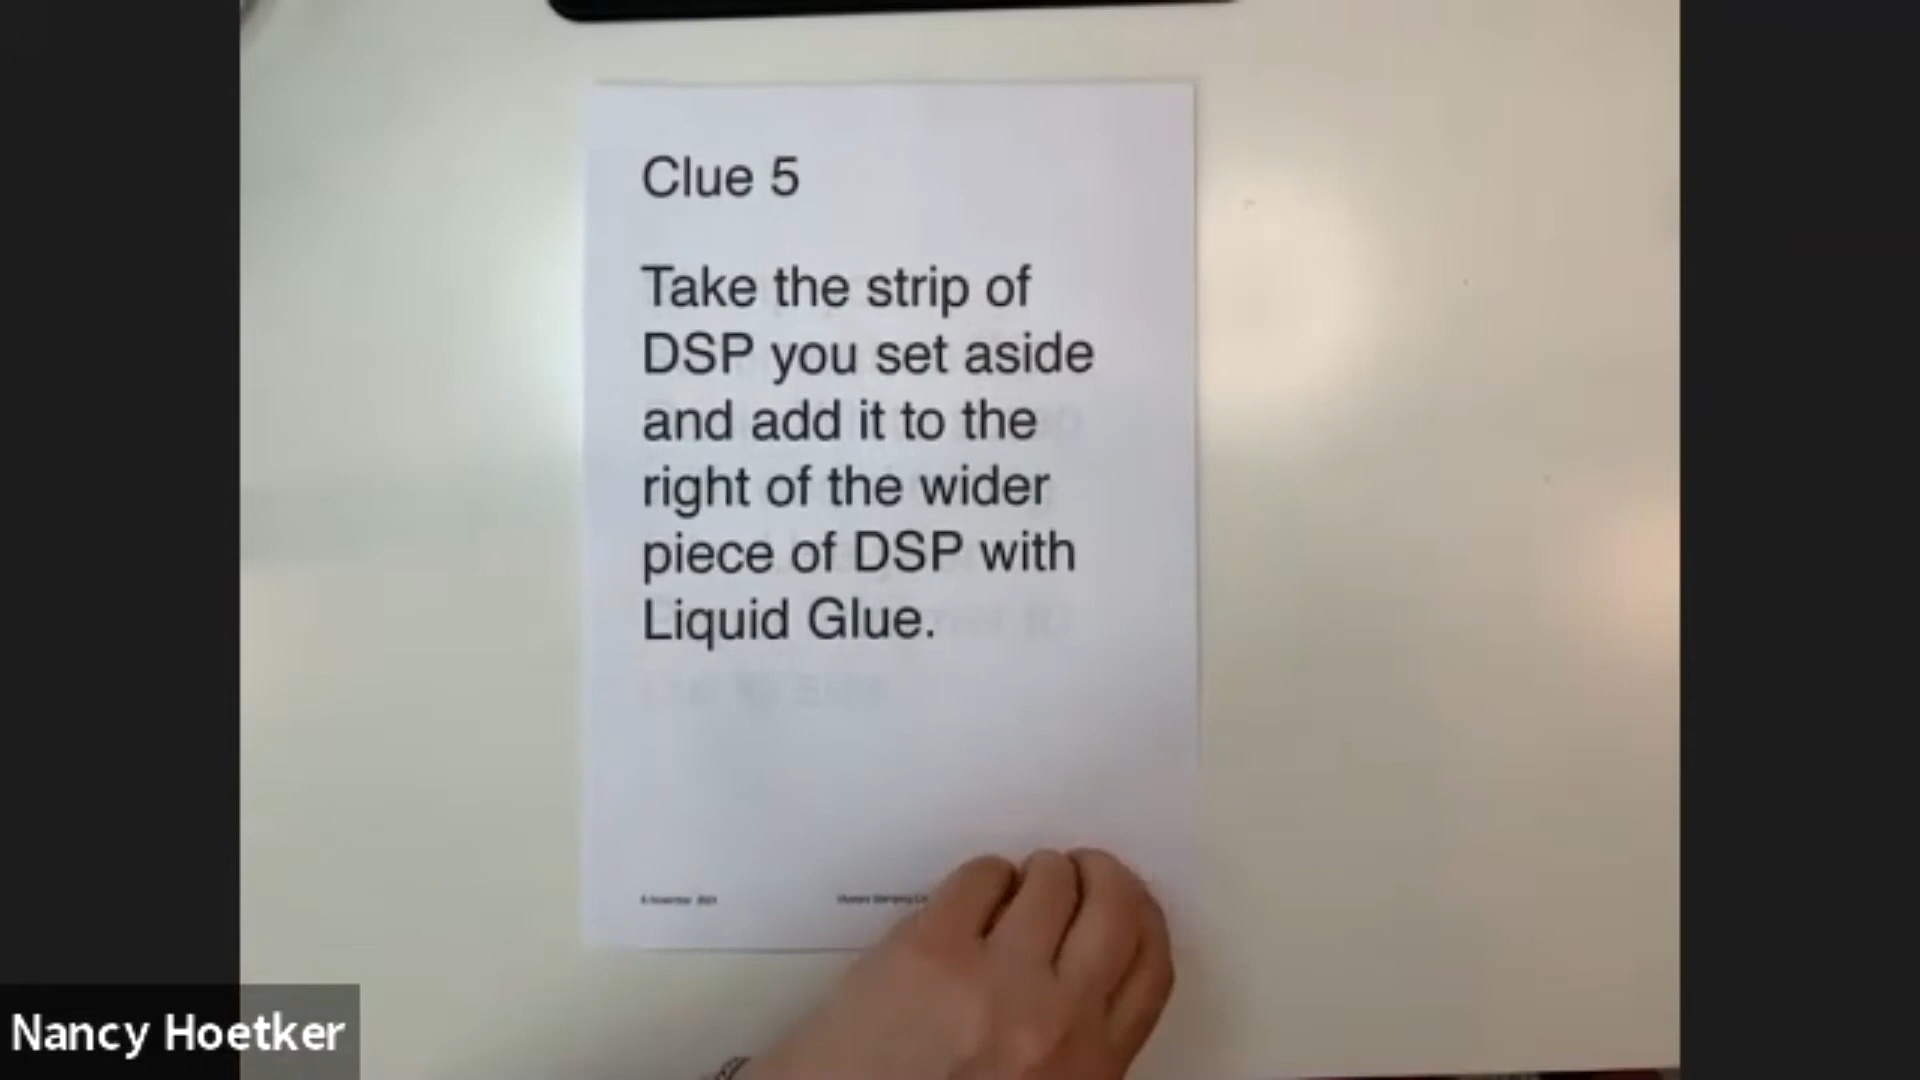 Clue 5
Take the strip of
DSP you set aside
and add it to the
right of the wider
piece of DSP with
Liquid Glue.
Nancy Hoetker